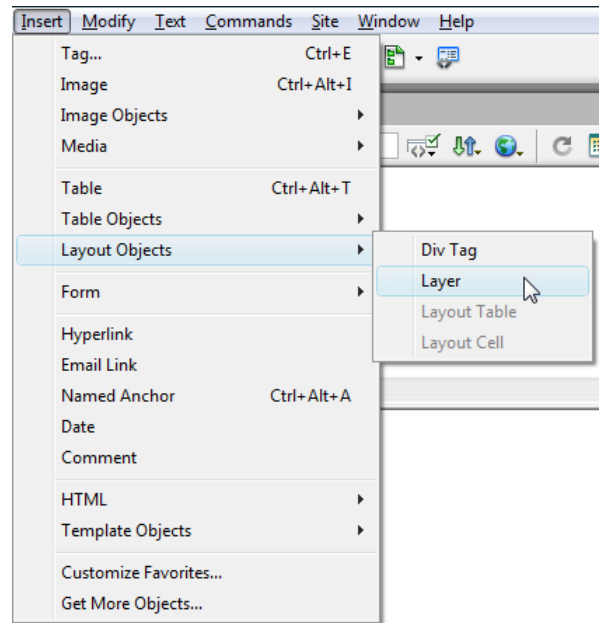 Insert Modify Text Commands Site Window Help
Tag... Ctrl+E
Image Ctrl+Alt+I
Image Objects
Media
Table Ctrl+Alt+T
Table Objects
Layout Objects
Div Tag
Layer
Layout Table
Layout Cell
Form
Hyperlink
Email Link
Named Anchor Ctrl+Alt+A
Date
Comment
HTML
Template Objects
Customize Favorites...
Get More Objects...